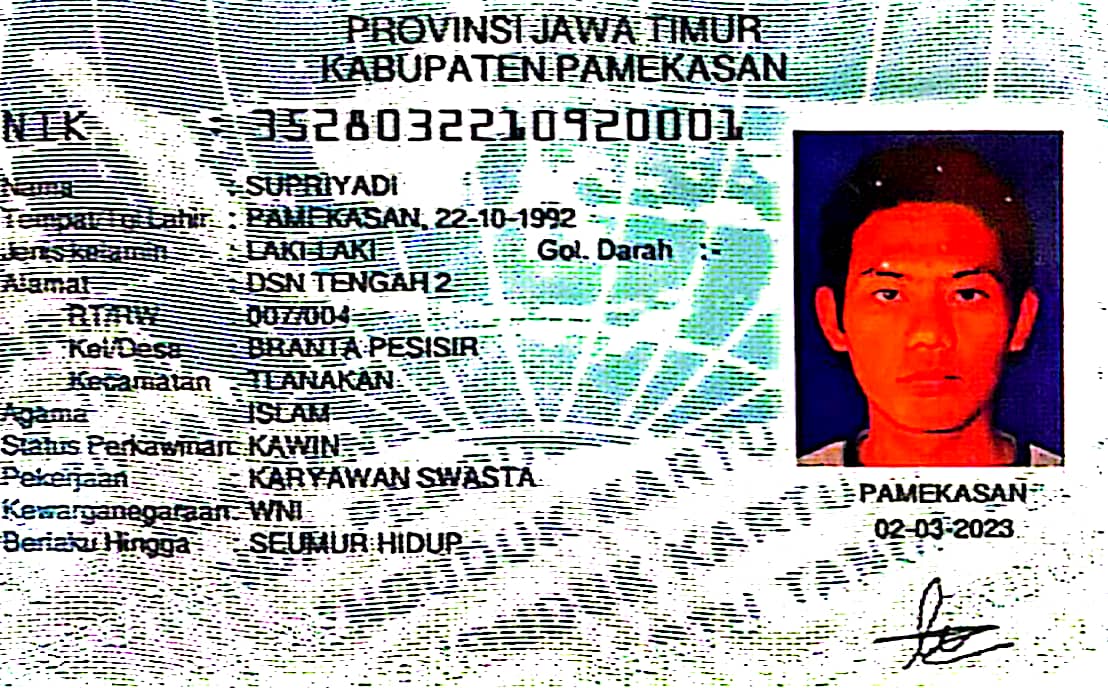 PROVINSI JAWA TIMUR
KABUPATEN PAMEKASAN
NIK : 3528032210920001
Nama : SUPRIYADI
Tempat/Tgl Lahir : PAMEKASAN, 22-10-1992
Jenis kelamin : LAKI-LAKI Gol. Darah :-
Alamat : DSN TENGAH 2
RT/RW : 007/004
Kel/Desa : BRANTA PESISIR
Kecamatan : TLANAKAN
Agama : ISLAM
Status Perkawinan: KAWIN
Pekerjaan : KARYAWAN SWASTA
Kewarganegaraan: WNI
Berlaku Hingga : SEUMUR HIDUP
PAMEKASAN
02-03-2023